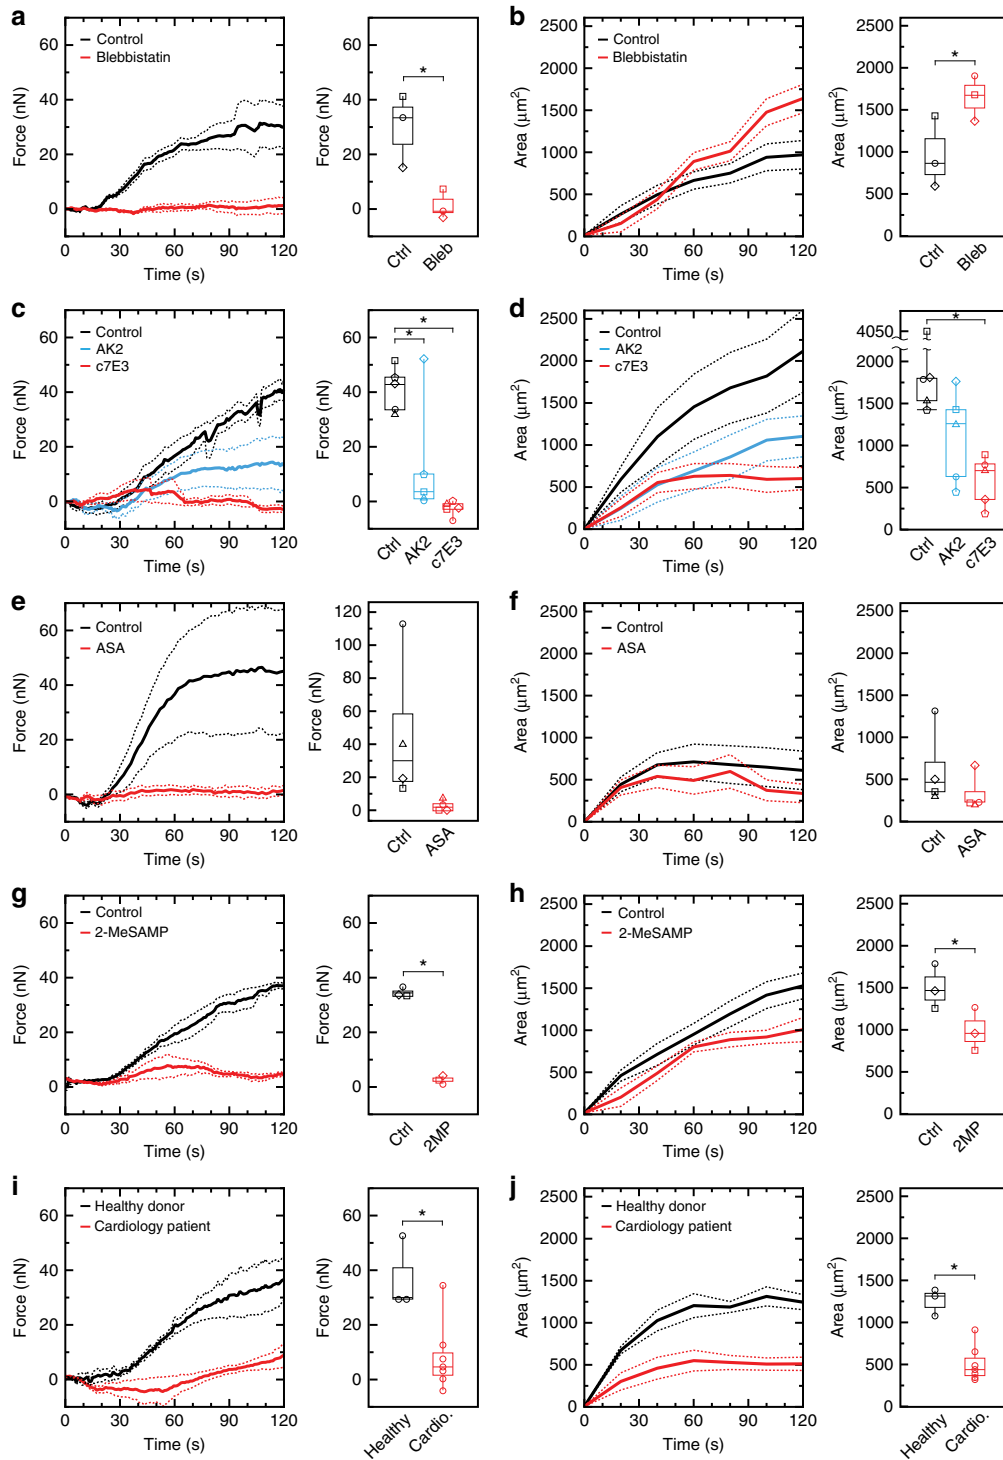 a
Force (nN)
60
40
20
0
Control
Blebbistatin
0 30 60 90 120
Time (s)
Force (nN)
60
40
20
0
*
Ctrl
Bleb
b
Area (µm²)
2500
2000
1500
1000
500
0
Control
Blebbistatin
0 30 60 90 120
Time (s)
Area (µm²)
2500
2000
1500
1000
500
0
*
Ctrl
Bleb
c
Force (nN)
60
40
20
0
Control
AK2
c7E3
0 30 60 90 120
Time (s)
Force (nN)
60
40
20
0
*
*
Ctrl
AK2
c7E3
d
Area (µm²)
2500
2000
1500
1000
500
0
Control
AK2
c7E3
0 30 60 90 120
Time (s)
Area (µm²)
4050
2000
1500
1000
500
0
*
Ctrl
AK2
c7E3
e
Force (nN)
60
40
20
0
Control
ASA
0 30 60 90 120
Time (s)
Force (nN)
120
100
80
60
40
20
0
Ctrl
ASA
f
Area (µm²)
2500
2000
1500
1000
500
0
Control
ASA
0 30 60 90 120
Time (s)
Area (µm²)
2500
2000
1500
1000
500
0
Ctrl
ASA
g
Force (nN)
60
40
20
0
Control
2-MeSAMP
0 30 60 90 120
Time (s)
Force (nN)
60
40
20
0
*
Ctrl
2MP
h
Area (µm²)
2500
2000
1500
1000
500
0
Control
2-MeSAMP
0 30 60 90 120
Time (s)
Area (µm²)
2500
2000
1500
1000
500
0
*
Ctrl
2MP
i
Force (nN)
60
40
20
0
Healthy donor
Cardiology patient
0 30 60 90 120
Time (s)
Force (nN)
60
40
20
0
*
Healthy
Cardio.
j
Area (µm²)
2500
2000
1500
1000
500
0
Healthy donor
Cardiology patient
0 30 60 90 120
Time (s)
Area (µm²)
2500
2000
1500
1000
500
0
*
Healthy
Cardio.